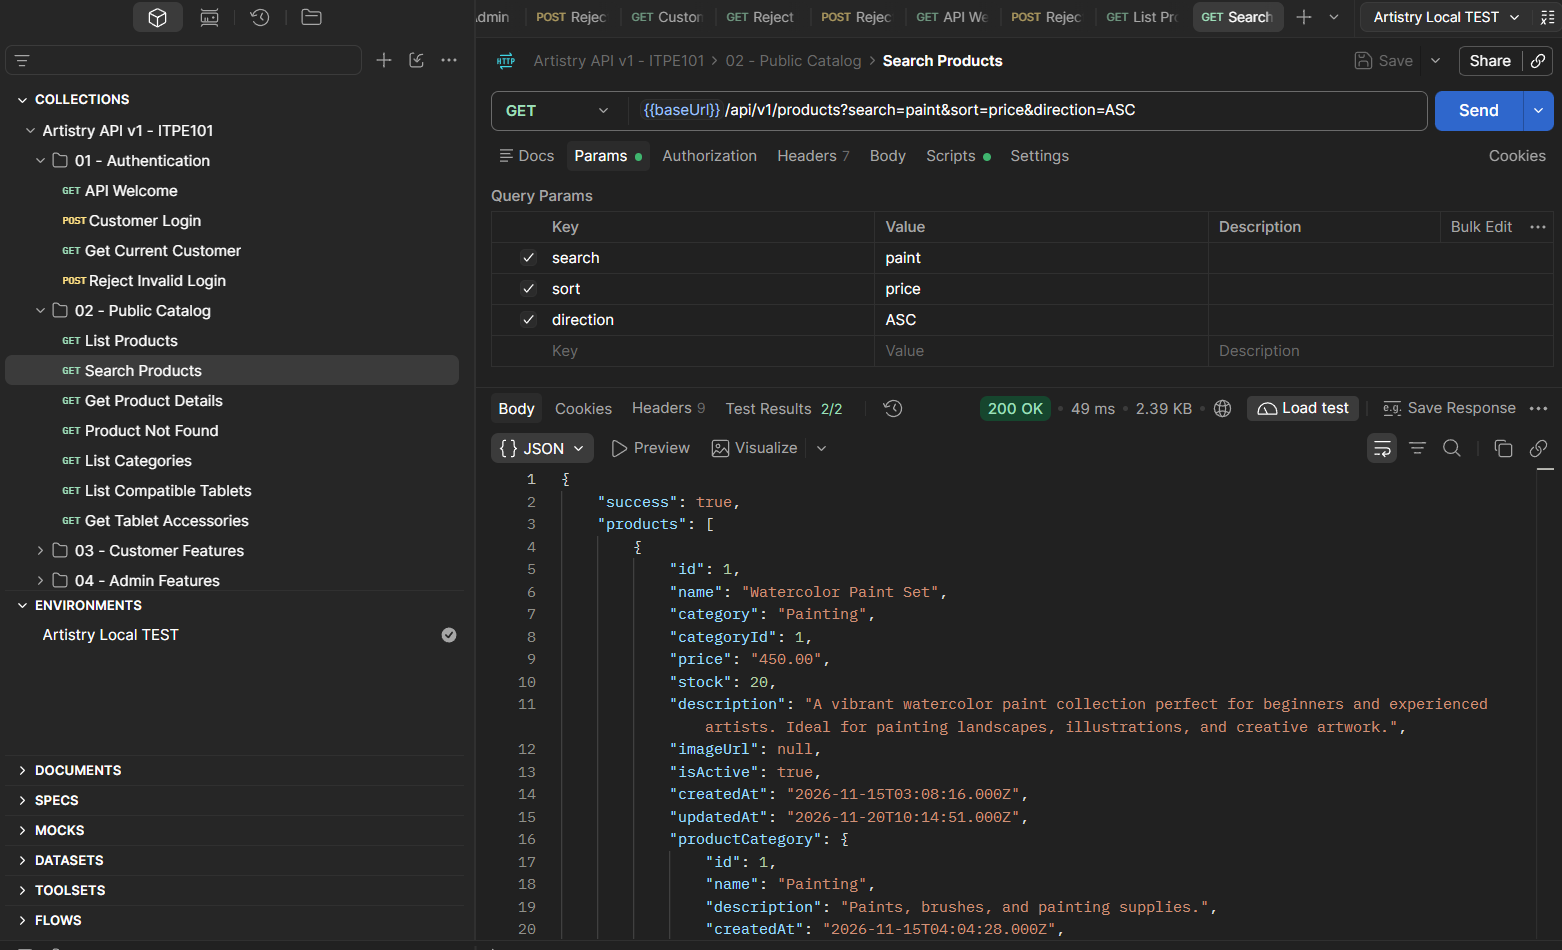 dmin
POST Rejec
GET Custon
GET Reject
POST Rejec
GET API We
POST Rejec
GET List Pr
GET Search
Artistry Local TEST
COLLECTIONS
Artistry API v1 - ITPE101
01 - Authentication
GET API Welcome
POST Customer Login
GET Get Current Customer
POST Reject Invalid Login
02 - Public Catalog
GET List Products
GET Search Products
GET Get Product Details
GET Product Not Found
GET List Categories
GET List Compatible Tablets
GET Get Tablet Accessories
03 - Customer Features
04 - Admin Features
ENVIRONMENTS
Artistry Local TEST
DOCUMENTS
SPECS
MOCKS
DATASETS
TOOLSETS
FLOWS
HTTP Artistry API v1 - ITPE101 > 02 - Public Catalog > Search Products
Save
Share
GET {{baseUrl}} /api/v1/products?search=paint&sort=price&direction=ASC
Send
Docs Params Authorization Headers 7 Body Scripts Settings Cookies
Query Params
Key Value Description Bulk Edit
search paint
sort price
direction ASC
Key Value Description
Body Cookies Headers 9 Test Results 2/2 200 OK 49 ms 2.39 KB Load test e.g. Save Response
{} JSON Preview Visualize
1 {
2 "success": true,
3 "products": [
4 {
5 "id": 1,
6 "name": "Watercolor Paint Set",
7 "category": "Painting",
8 "categoryId": 1,
9 "price": "450.00",
10 "stock": 20,
11 "description": "A vibrant watercolor paint collection perfect for beginners and experienced
artists. Ideal for painting landscapes, illustrations, and creative artwork.",
12 "imageUrl": null,
13 "isActive": true,
14 "createdAt": "2026-11-15T03:08:16.000Z",
15 "updatedAt": "2026-11-20T10:14:51.000Z",
16 "productCategory": {
17 "id": 1,
18 "name": "Painting",
19 "description": "Paints, brushes, and painting supplies.",
20 "createdAt": "2026-11-15T04:04:28.000Z",